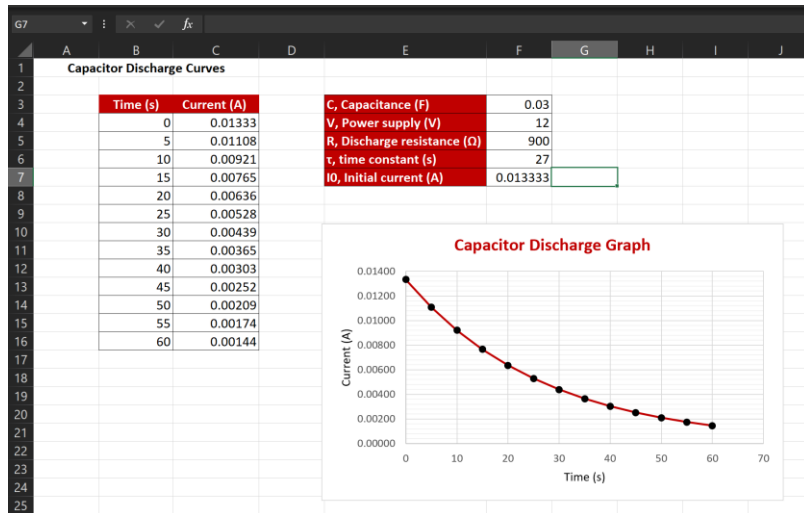 G7 fx
A B C D E F G H I J
1 Capacitor Discharge Curves
2
3 Time (s) Current (A) C, Capacitance (F) 0.03
4 0 0.01333 V, Power supply (V) 12
5 5 0.01108 R, Discharge resistance (Ω) 900
6 10 0.00921 τ, time constant (s) 27
7 15 0.00765 I0, Initial current (A) 0.013333
8 20 0.00636
9 25 0.00528
10 30 0.00439
11 35 0.00365
12 40 0.00303
13 45 0.00252
14 50 0.00209
15 55 0.00174
16 60 0.00144
17
18
19
20
21
22
23
24
25
Capacitor Discharge Graph
Current (A)
0.01400
0.01200
0.01000
0.00800
0.00600
0.00400
0.00200
0.00000
0 10 20 30 40 50 60 70
Time (s)